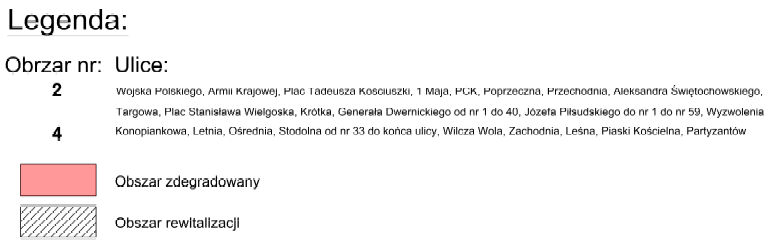 Legenda:
Obrzar nr: Ulice:
2 Wojska Polskiego, Armii Krajowej, Plac Tadeusza Kościuszki, 1 Maja, PCK, Poprzeczna, Przechodnia, Aleksandra Świętochowskiego,
Targowa, Plac Stanisława Wielgoska, Krótka, Generała Dwernickiego od nr 1 do 40, Józefa Piłsudskiego do nr 1 do nr 59, Wyzwolenia
4 Konopiankowa, Letnia, Ośrednia, Stodolna od nr 33 do końca ulicy, Wilcza Wola, Zachodnia, Leśna, Piaski Kościelna, Partyzantów
Obszar zdegradowany
Obszar rewitalizacji